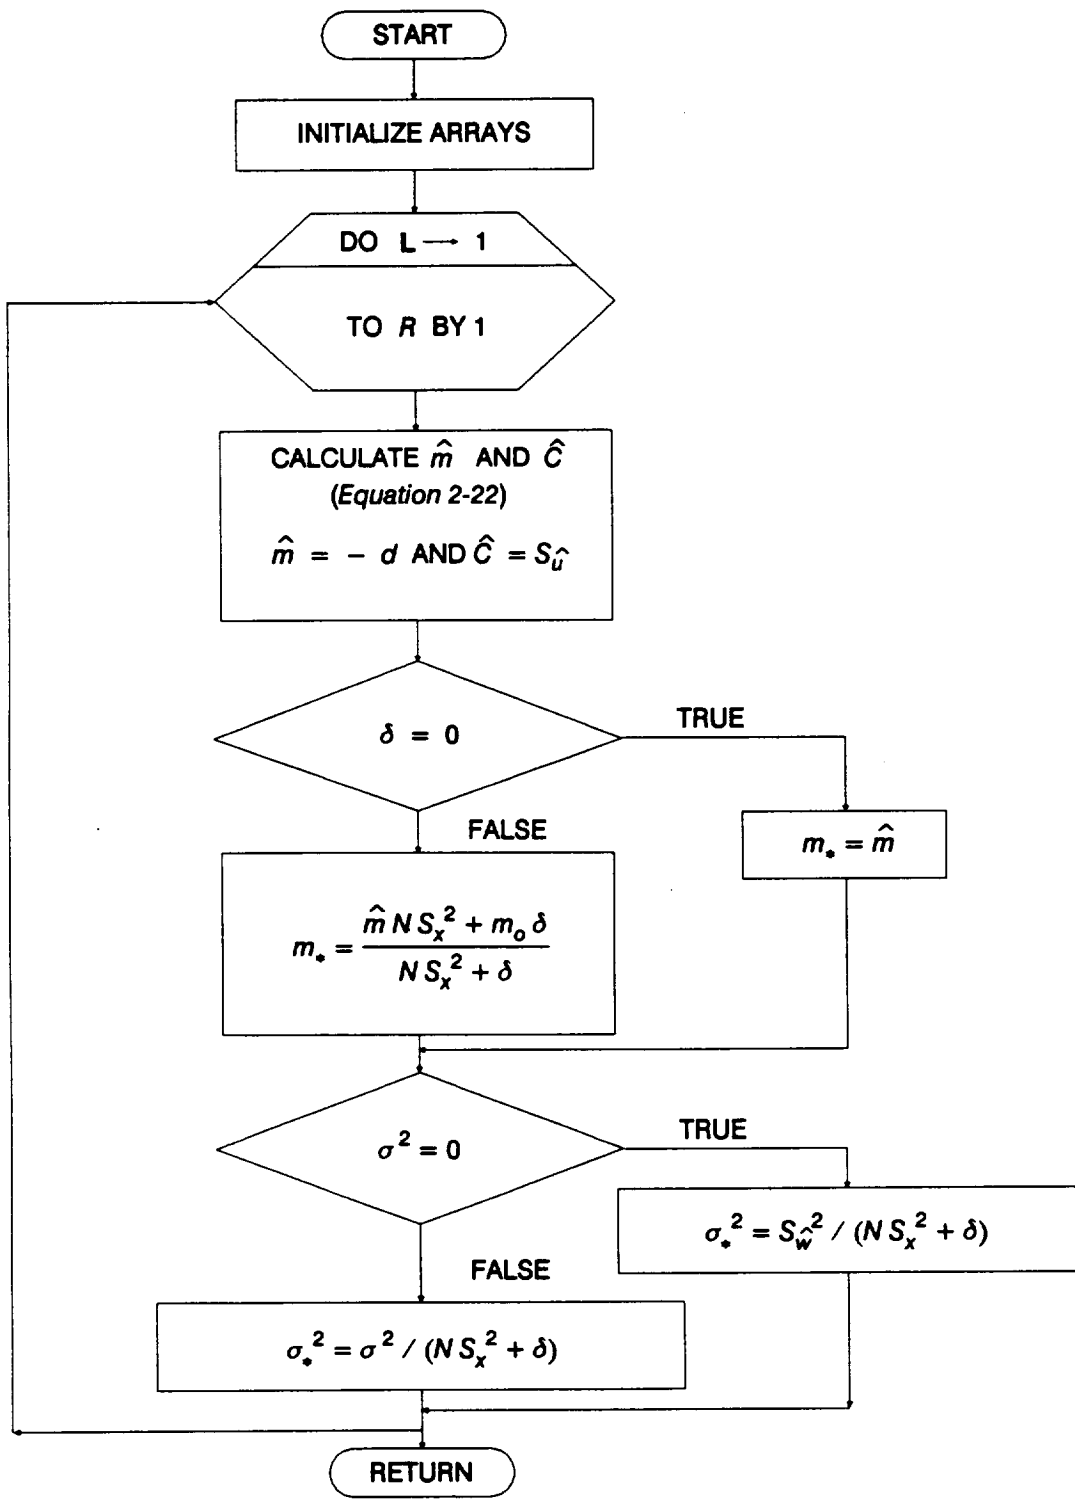 START
INITIALIZE ARRAYS
DO L → 1
TO R BY 1
CALCULATE m̂ AND Ĉ
(Equation 2-22)
m̂ = - d AND Ĉ = S_û
δ = 0
TRUE
FALSE
m_* = m̂
m_* = (m̂ N S_x² + m_o δ) / (N S_x² + δ)
σ² = 0
TRUE
σ_*² = S_ŵ² / (N S_x² + δ)
FALSE
σ_*² = σ² / (N S_x² + δ)
RETURN